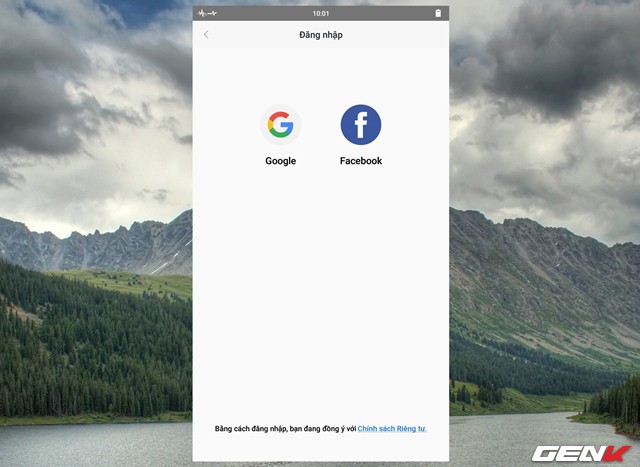 10:01
Đăng nhập
Google
Facebook
Bằng cách đăng nhập, bạn đang đồng ý với Chính sách Riêng tư.
GENK